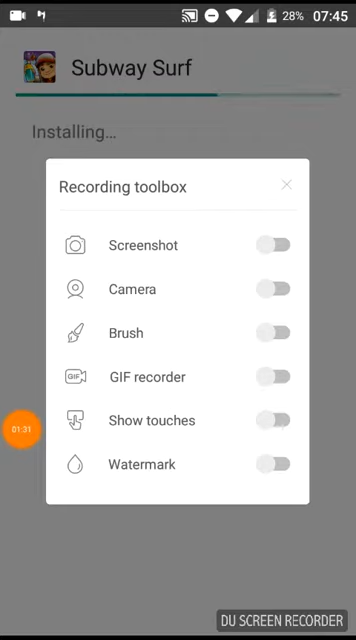 28% 07:45
Subway Surf
Installing...
Recording toolbox
Screenshot
Camera
Brush
GIF GIF recorder
Show touches
Watermark
01:31
DU SCREEN RECORDER